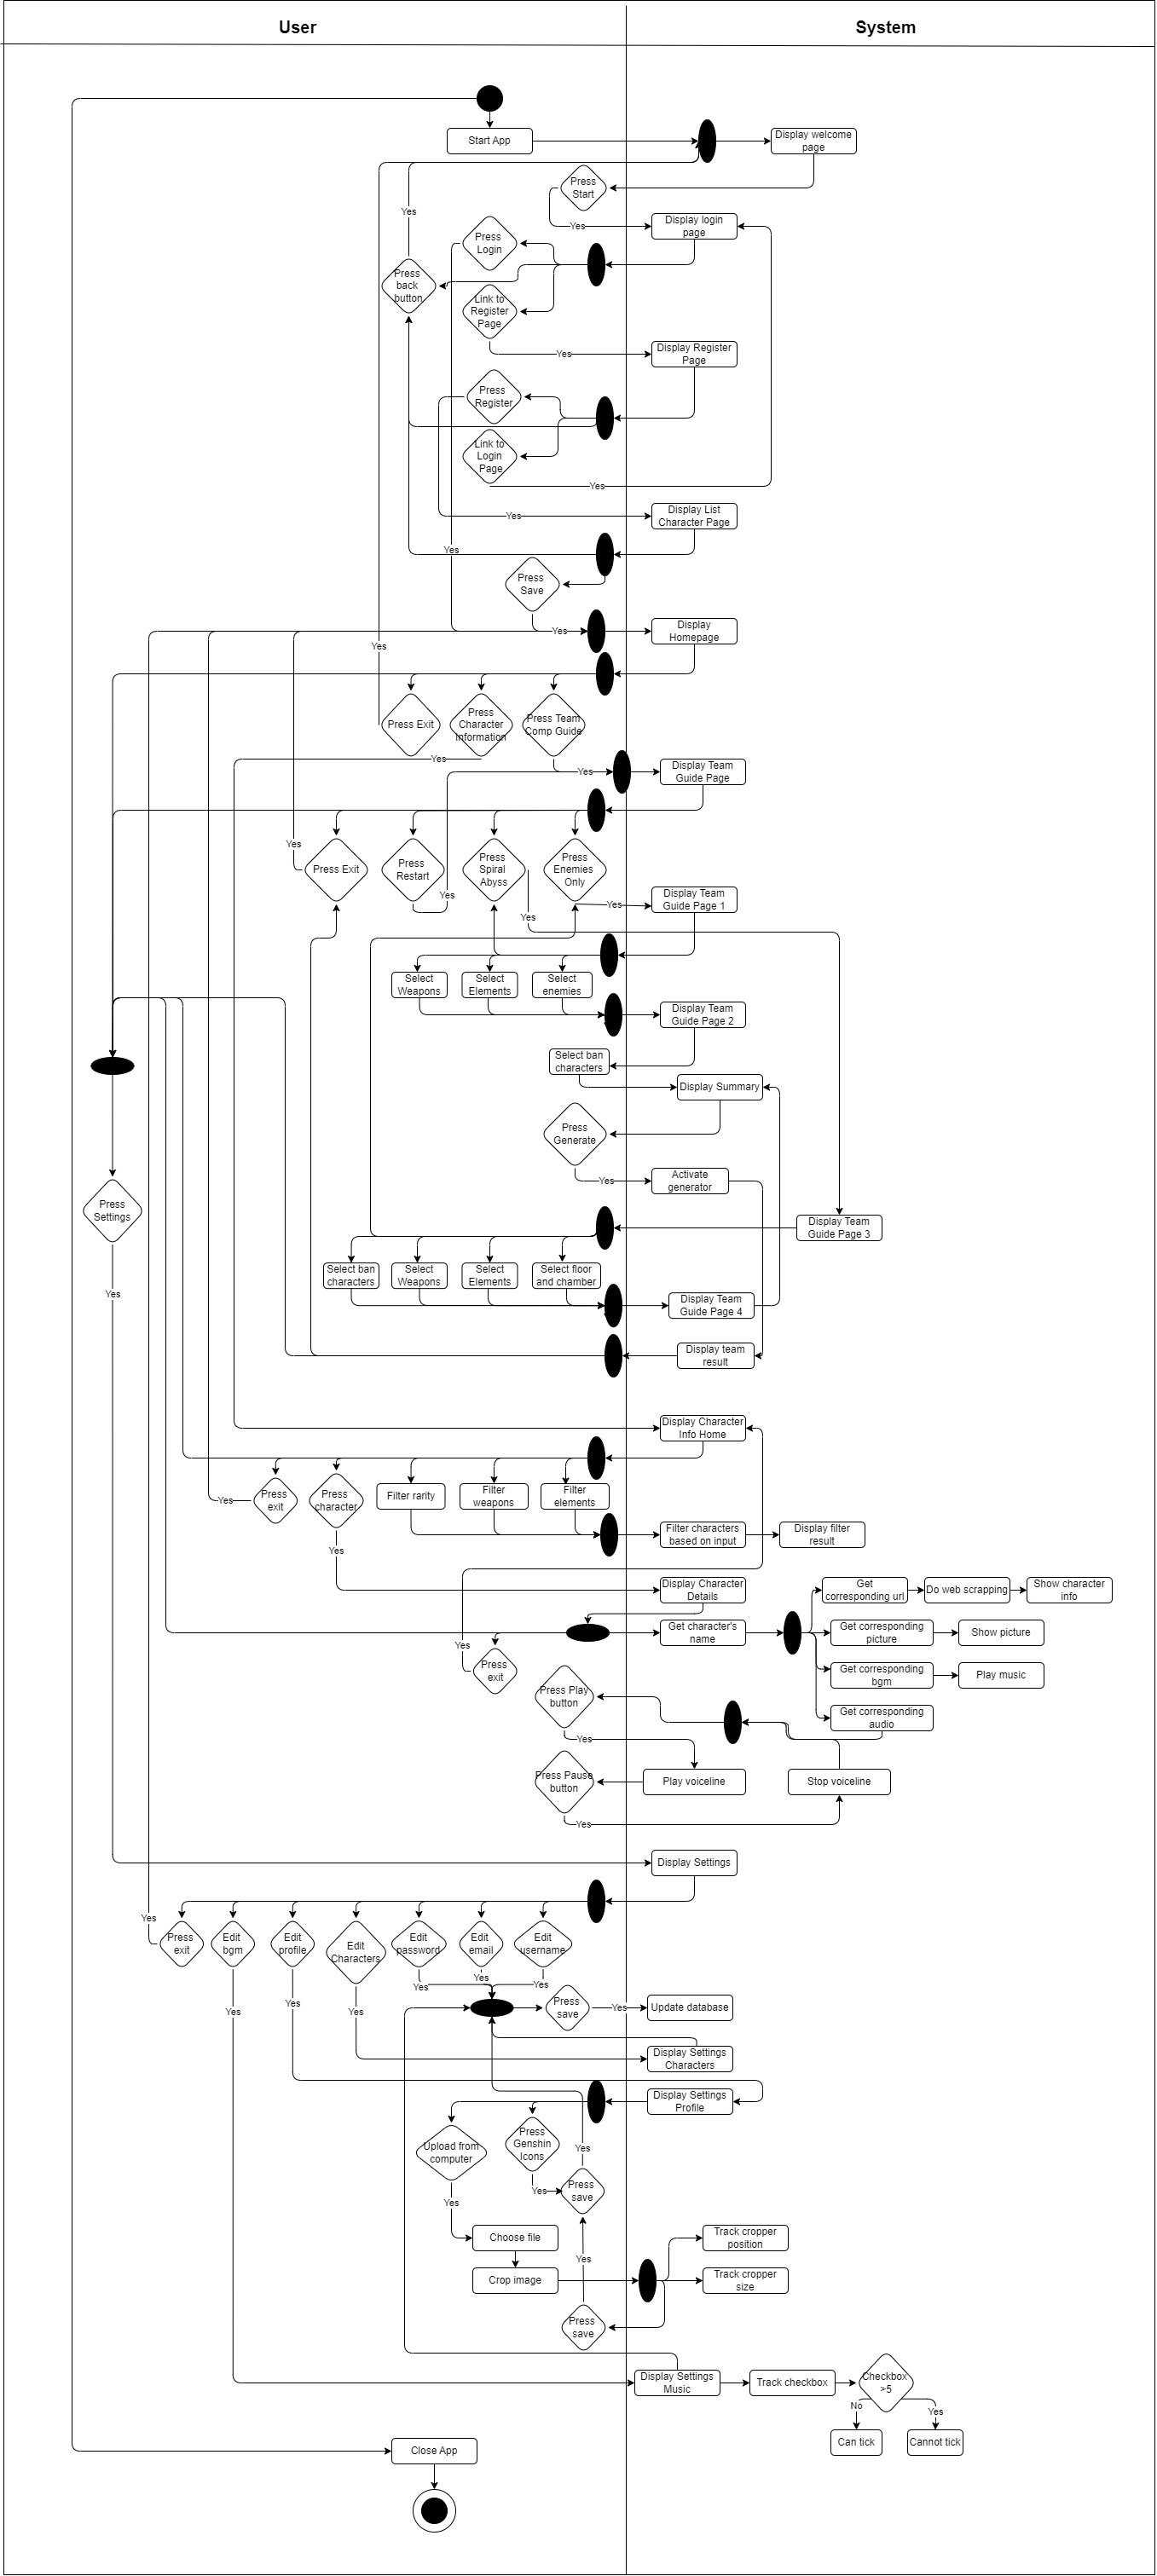 User
System
Start App
Display welcome
page
Press
Start
Yes
Yes
Display login
page
Press
Login
Press
back
button
Link to
Register
Page
Yes
Display Register
Page
Press
Register
Link to
Login
Page
Yes
Yes
Display List
Character Page
Yes
Press
Save
Yes
Display
Homepage
Yes
Press Exit
Press
Character
Information
Press Team
Comp Guide
Yes
Yes
Display Team
Guide Page
Yes
Press Exit
Press
Restart
Press
Spiral
Abyss
Press
Enemies
Only
Yes
Yes
Yes
Display Team
Guide Page 1
Select
Weapons
Select
Elements
Select
enemies
Display Team
Guide Page 2
Select ban
characters
Display Summary
Press
Generate
Yes
Activate
generator
Press
Settings
Display Team
Guide Page 3
Yes
Select ban
characters
Select
Weapons
Select
Elements
Select floor
and chamber
Display Team
Guide Page 4
Display team
result
Display Character
Info Home
Yes
Press
exit
Press
character
Filter rarity
Filter
weapons
Filter
elements
Yes
Filter characters
based on input
Display filter
result
Display Character
Details
Get
corresponding url
Do web scrapping
Show character
info
Get character's
name
Get corresponding
picture
Show picture
Yes
Press
exit
Get corresponding
bgm
Play music
Press Play
button
Get corresponding
audio
Yes
Press Pause
button
Play voiceline
Stop voiceline
Yes
Display Settings
Yes
Press
exit
Edit
bgm
Edit
profile
Edit
Characters
Edit
password
Edit
email
Edit
username
Yes
Yes
Yes
Yes
Yes
Yes
Press
save
Yes
Update database
Display Settings
Characters
Display Settings
Profile
Upload from
computer
Press
Genshin
Icons
Yes
Yes
Press
save
Yes
Choose file
Track cropper
position
Yes
Crop image
Track cropper
size
Press
save
Display Settings
Music
Track checkbox
Checkbox
>5
No
Yes
Can tick
Cannot tick
Close App